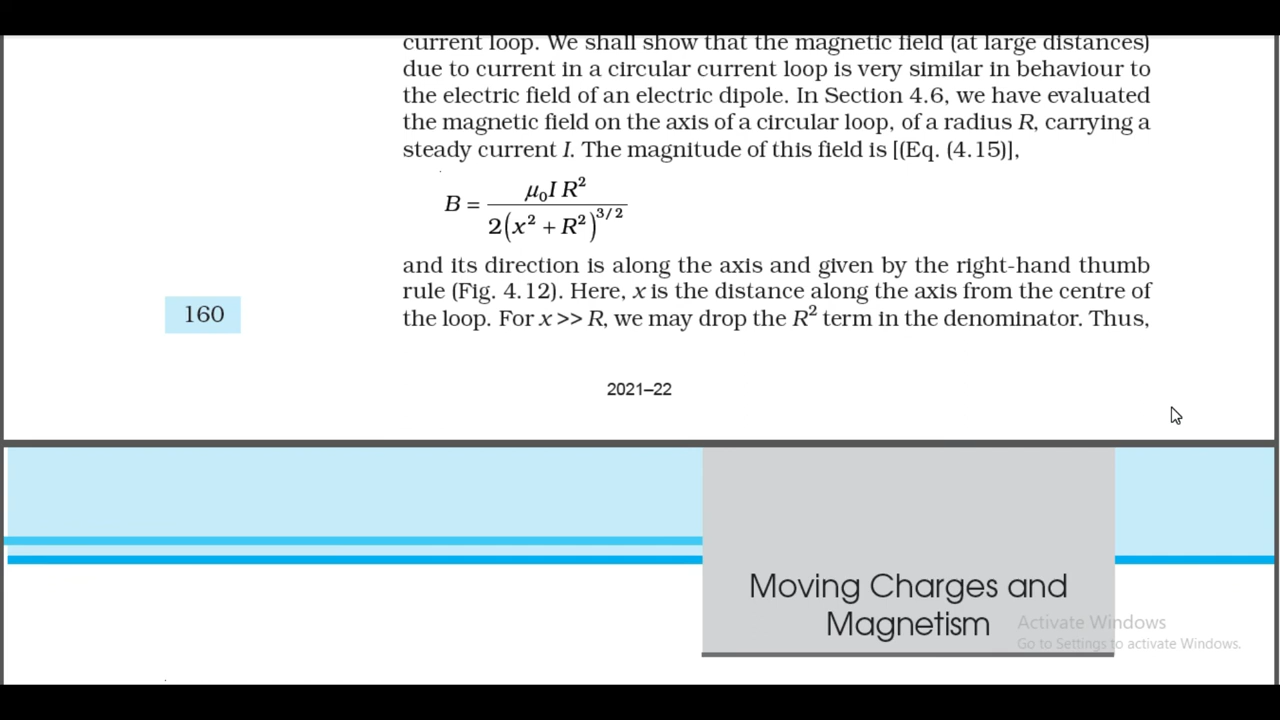 current loop. We shall show that the magnetic field (at large distances)
due to current in a circular current loop is very similar in behaviour to
the electric field of an electric dipole. In Section 4.6, we have evaluated
the magnetic field on the axis of a circular loop, of a radius R, carrying a
steady current I. The magnitude of this field is [(Eq. (4.15)],
B = μ₀I R² / 2(x² + R²)^3/2
and its direction is along the axis and given by the right-hand thumb
rule (Fig. 4.12). Here, x is the distance along the axis from the centre of
160
the loop. For x >> R, we may drop the R² term in the denominator. Thus,
2021–22
Moving Charges and
Magnetism
Activate Windows
Go to Settings to activate Windows.